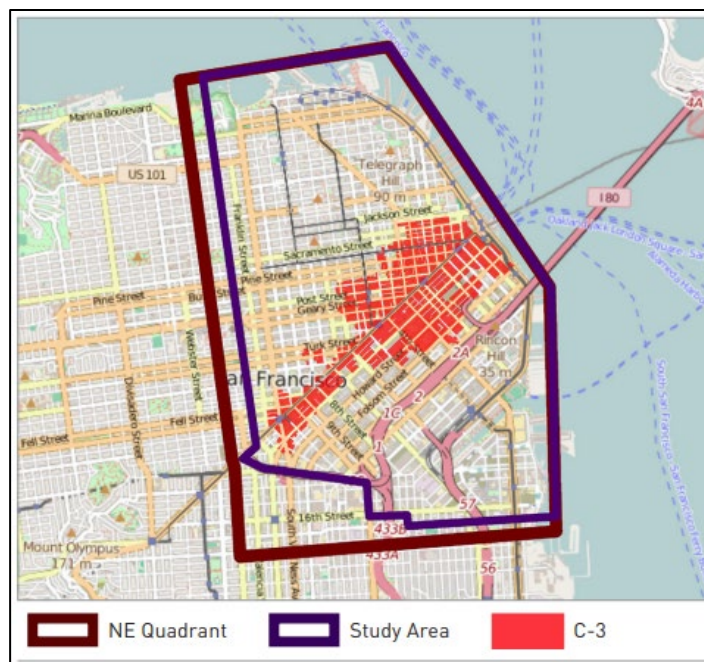 Marina Boulevard
US 101
Telegraph
Hill
90 m
4A
I 80
Jackson Street
Franklin Street
Sacramento Street
Pine Street
Pine Street
Post Street
Geary Street
Webster Street
Turk Street
2A
Rincon
Hill
35 m
an Francisco
Howard Street
Folsom Street
8th Street
9th Street
2
1C
1
Divisadero Street
Fell Street
Fell Street
57
16th Street
433B
433A
56
Mount Olympus
171 m
South Van Ness Ave
NE Quadrant
Study Area
C-3